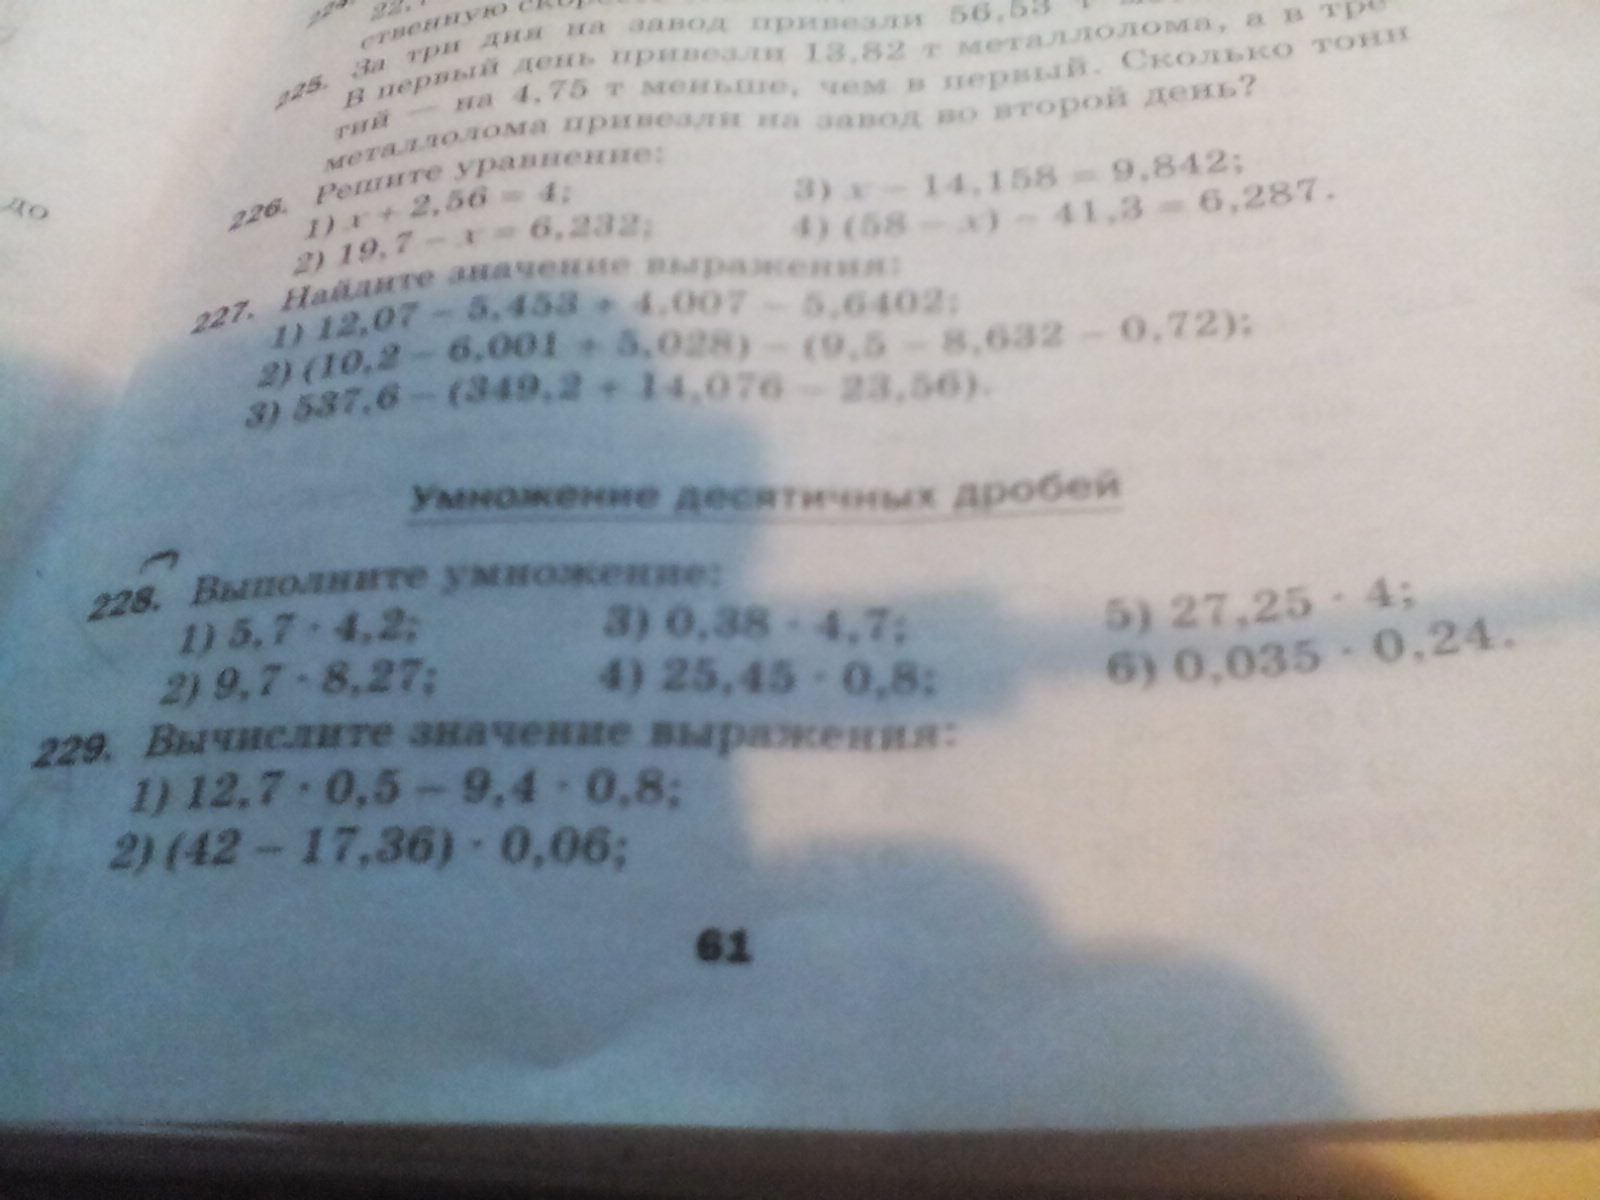 224. 22,
ственную
225. За три дня на завод привезли 56,53 т
В первый день привезли 13,82 т металлолома, а в тре
тий — на 4,75 т меньше, чем в первый. Сколько тонн
металлолома привезли на завод во второй день?
226. Решите уравнение:
1) x + 2,56 = 4; 3) x − 14,158 = 9,842;
2) 19,7 − x = 6,232; 4) (58 − x) − 41,3 = 6,287.
227. Найдите значение выражения:
1) 12,07 − 5,453 + 4,007 − 5,6402;
2) (10,2 − 6,001 + 5,028) − (9,5 − 8,632 − 0,72);
3) 537,6 − (349,2 + 14,076 − 23,56).
Умножение десятичных дробей
228. Выполните умножение:
1) 5,7 · 4,2; 3) 0,38 · 4,7; 5) 27,25 · 4;
2) 9,7 · 8,27; 4) 25,45 · 0,8; 6) 0,035 · 0,24.
229. Вычислите значение выражения:
1) 12,7 · 0,5 − 9,4 · 0,8;
2) (42 − 17,36) · 0,06;
61
до